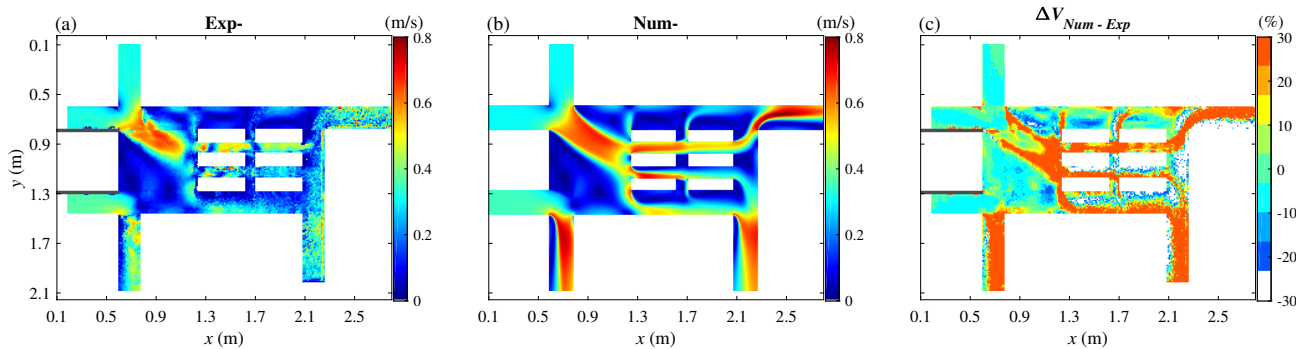 (a) Exp- (m/s) (b) Num- (m/s) (c) ΔV_{Num - Exp} (%)
0.1 0.8 0.8 30
0.5 0.6 0.6 20
0.9 10
y (m) 0.4 0.4 0
1.3 -10
1.7 0.2 0.2 -20
2.1 0 0 -30
0.1 0.5 0.9 1.3 1.7 2.1 2.5 0.1 0.5 0.9 1.3 1.7 2.1 2.5 0.1 0.5 0.9 1.3 1.7 2.1 2.5
x (m) x (m) x (m)